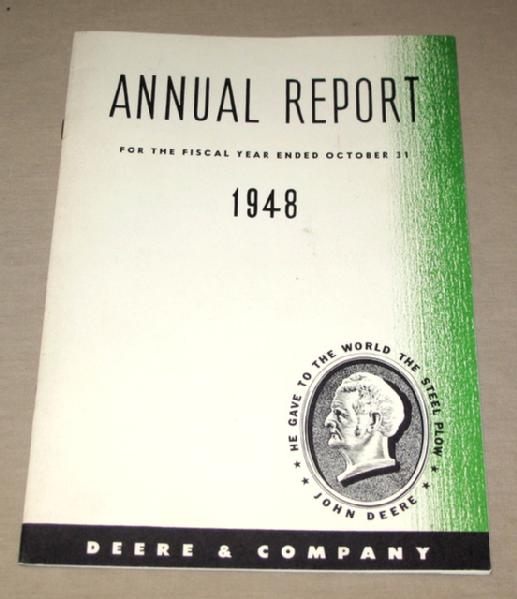 ANNUAL REPORT
FOR THE FISCAL YEAR ENDED OCTOBER 31
1948
★ HE GAVE TO THE WORLD THE STEEL PLOW ★
★ JOHN DEERE ★
DEERE & COMPANY